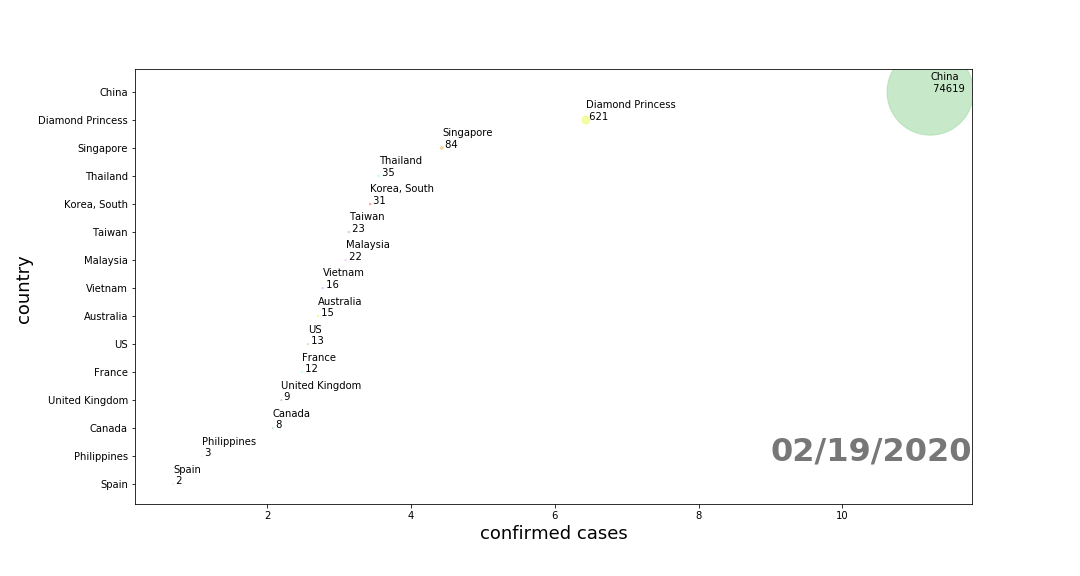 China
China
74619
Diamond Princess
Diamond Princess
621
Singapore
Singapore
84
Thailand
Thailand
35
Korea, South
Korea, South
31
Taiwan
Taiwan
23
Malaysia
Malaysia
22
Vietnam
Vietnam
16
Australia
Australia
15
US
US
13
France
France
12
United Kingdom
United Kingdom
9
Canada
Canada
8
Philippines
Philippines
3
Spain
Spain
2
02/19/2020
country
2 4 6 8 10
confirmed cases